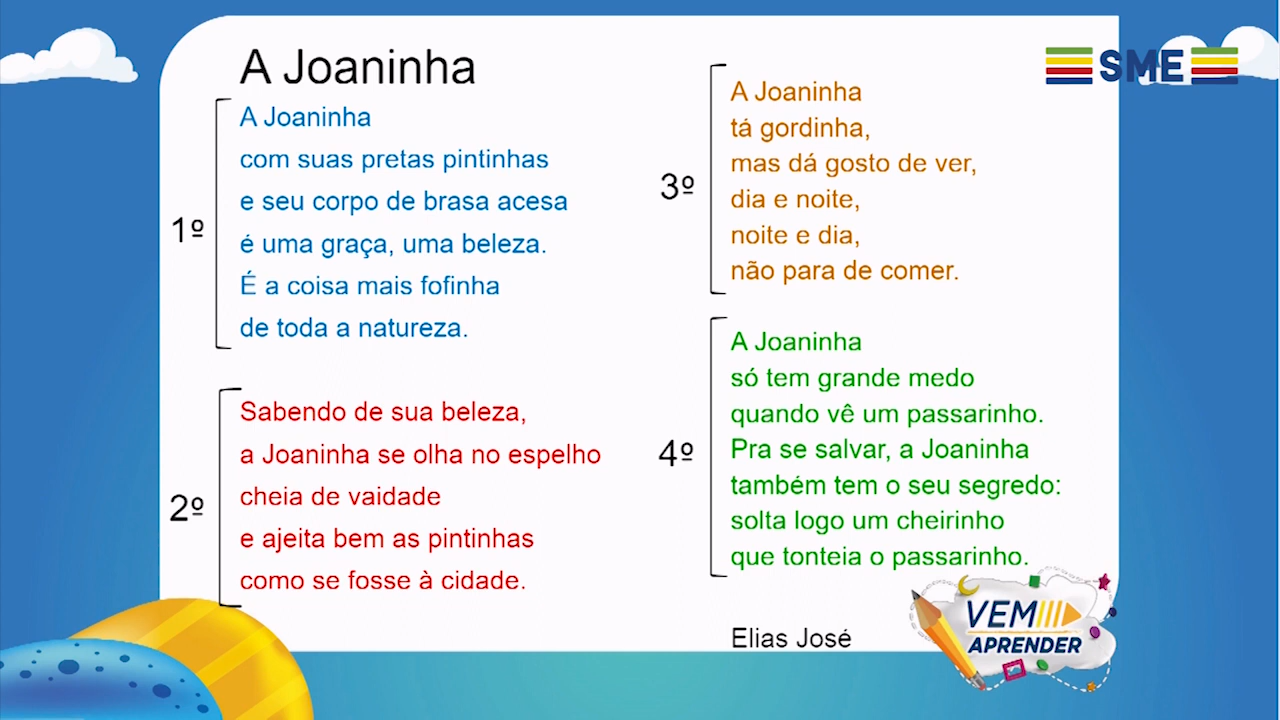 A Joaninha
1º
A Joaninha
com suas pretas pintinhas
e seu corpo de brasa acesa
é uma graça, uma beleza.
É a coisa mais fofinha
de toda a natureza.
2º
Sabendo de sua beleza,
a Joaninha se olha no espelho
cheia de vaidade
e ajeita bem as pintinhas
como se fosse à cidade.
3º
A Joaninha
tá gordinha,
mas dá gosto de ver,
dia e noite,
noite e dia,
não para de comer.
4º
A Joaninha
só tem grande medo
quando vê um passarinho.
Pra se salvar, a Joaninha
também tem o seu segredo:
solta logo um cheirinho
que tonteia o passarinho.
Elias José
SME
VEM
APRENDER